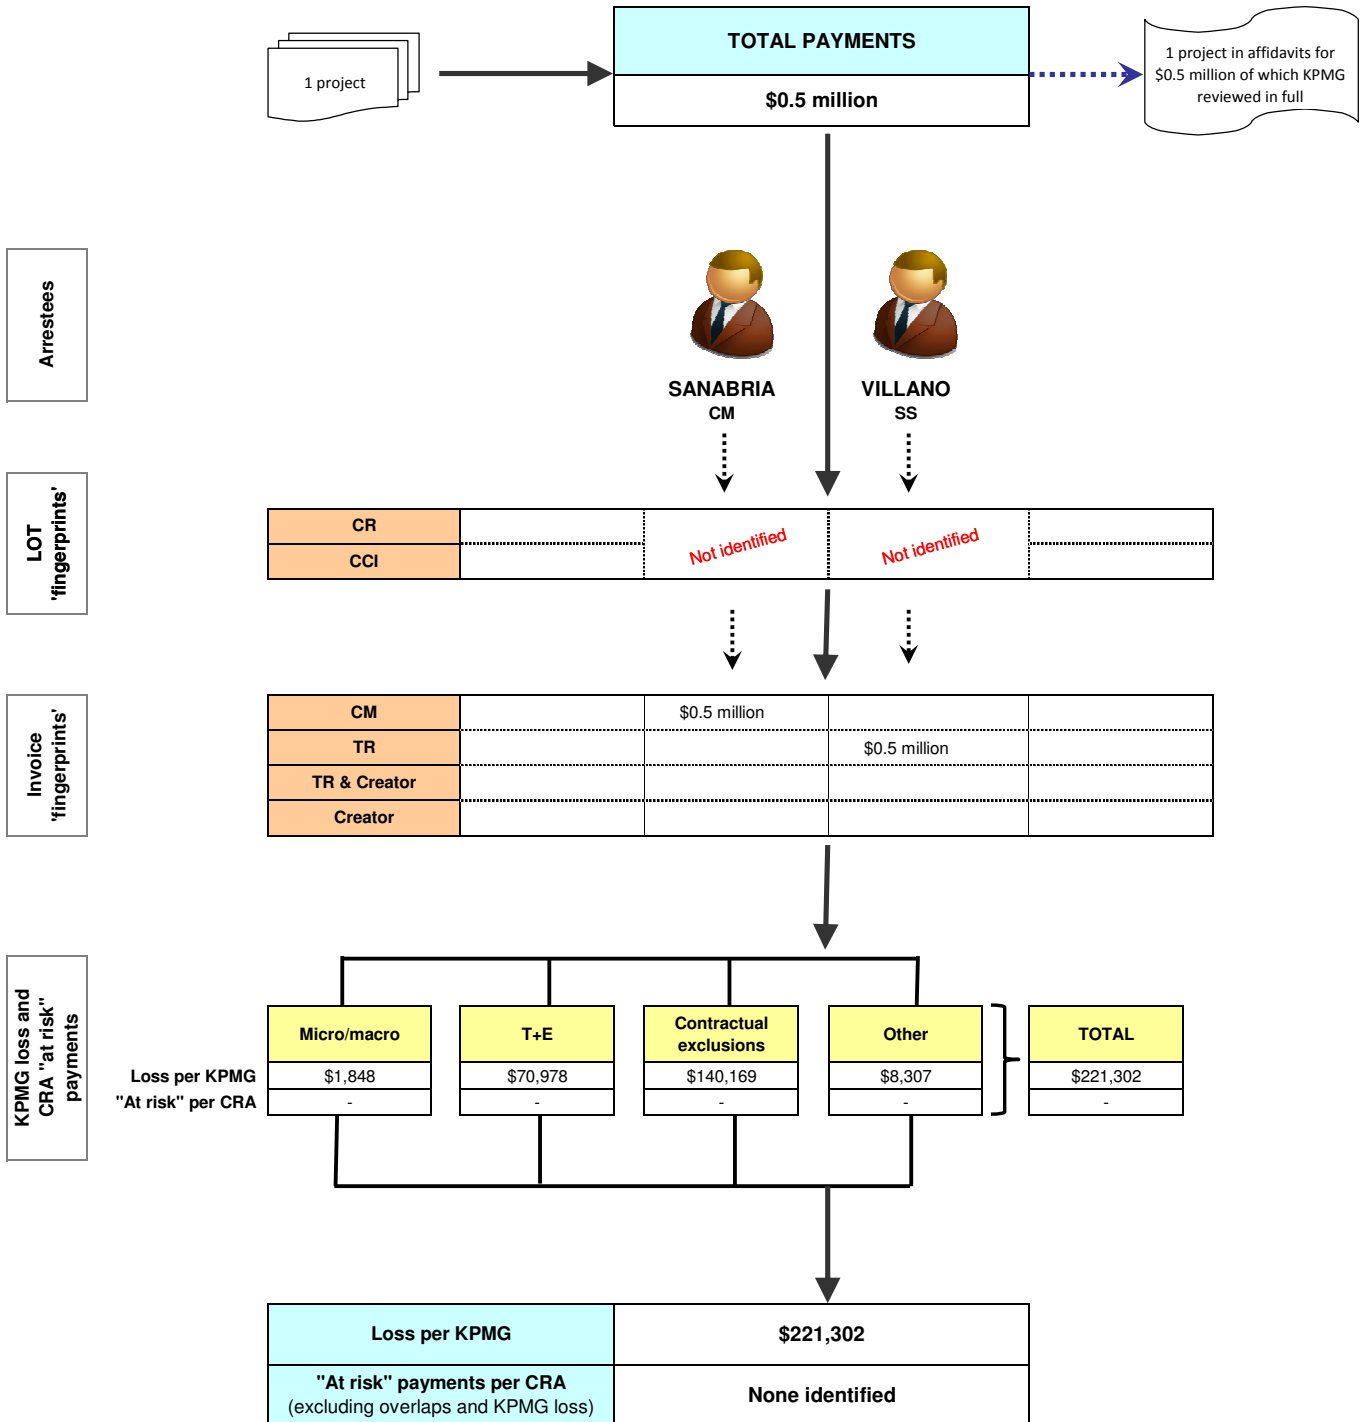 TOTAL PAYMENTS
$0.5 million
1 project
1 project in affidavits for
$0.5 million of which KPMG
reviewed in full
Arrestees
SANABRIA
CM
VILLANO
SS
LOT
'fingerprints'
CR
CCI
Not identified
Not identified
Invoice
'fingerprints'
CM
$0.5 million
TR
$0.5 million
TR & Creator
Creator
KPMG loss and
CRA "at risk"
payments
Micro/macro
T+E
Contractual
exclusions
Other
TOTAL
Loss per KPMG
$1,848
$70,978
$140,169
$8,307
$221,302
"At risk" per CRA
-
-
-
-
-
Loss per KPMG
$221,302
"At risk" payments per CRA
(excluding overlaps and KPMG loss)
None identified